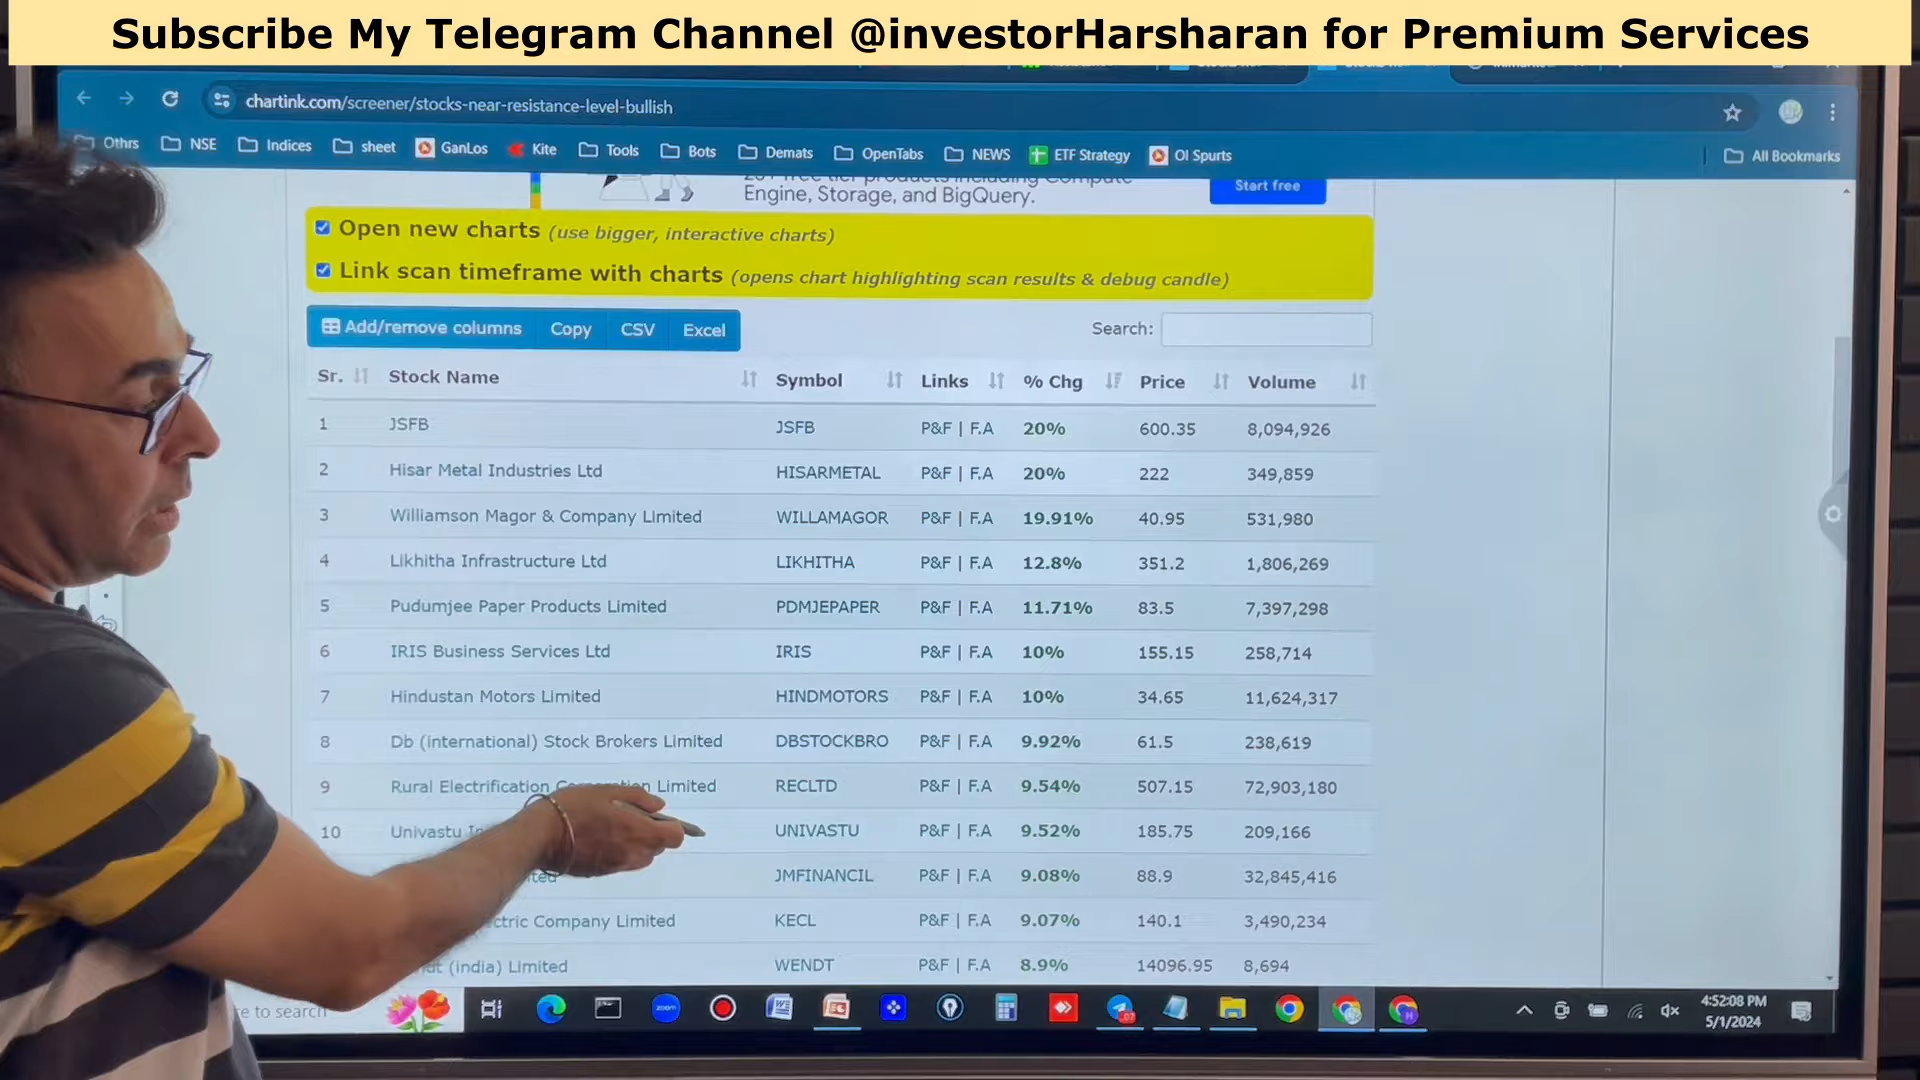 Subscribe My Telegram Channel @investorHarsharan for Premium Services
chartink.com/screener/stocks-near-resistance-level-bullish
Othrs NSE Indices sheet GanLos Kite Tools Bots Demats OpenTabs NEWS ETF Strategy OI Spurts All Bookmarks
Engine, Storage, and BigQuery. Start free
Open new charts (use bigger, interactive charts)
Link scan timeframe with charts (opens chart highlighting scan results & debug candle)
Add/remove columns Copy CSV Excel Search:
Sr. Stock Name Symbol Links % Chg Price Volume
1 JSFB JSFB P&F | F.A 20% 600.35 8,094,926
2 Hisar Metal Industries Ltd HISARMETAL P&F | F.A 20% 222 349,859
3 Williamson Magor & Company Limited WILLAMAGOR P&F | F.A 19.91% 40.95 531,980
4 Likhitha Infrastructure Ltd LIKHITHA P&F | F.A 12.8% 351.2 1,806,269
5 Pudumjee Paper Products Limited PDMJEPAPER P&F | F.A 11.71% 83.5 7,397,298
6 IRIS Business Services Ltd IRIS P&F | F.A 10% 155.15 258,714
7 Hindustan Motors Limited HINDMOTORS P&F | F.A 10% 34.65 11,624,317
8 Db (international) Stock Brokers Limited DBSTOCKBRO P&F | F.A 9.92% 61.5 238,619
9 Rural Electrification Limited RECLTD P&F | F.A 9.54% 507.15 72,903,180
10 Univastu UNIVASTU P&F | F.A 9.52% 185.75 209,166
JMFINANCIL P&F | F.A 9.08% 88.9 32,845,416
Company Limited KECL P&F | F.A 9.07% 140.1 3,490,234
(india) Limited WENDT P&F | F.A 8.9% 14096.95 8,694
to search zoom 4:52:08 PM
5/1/2024